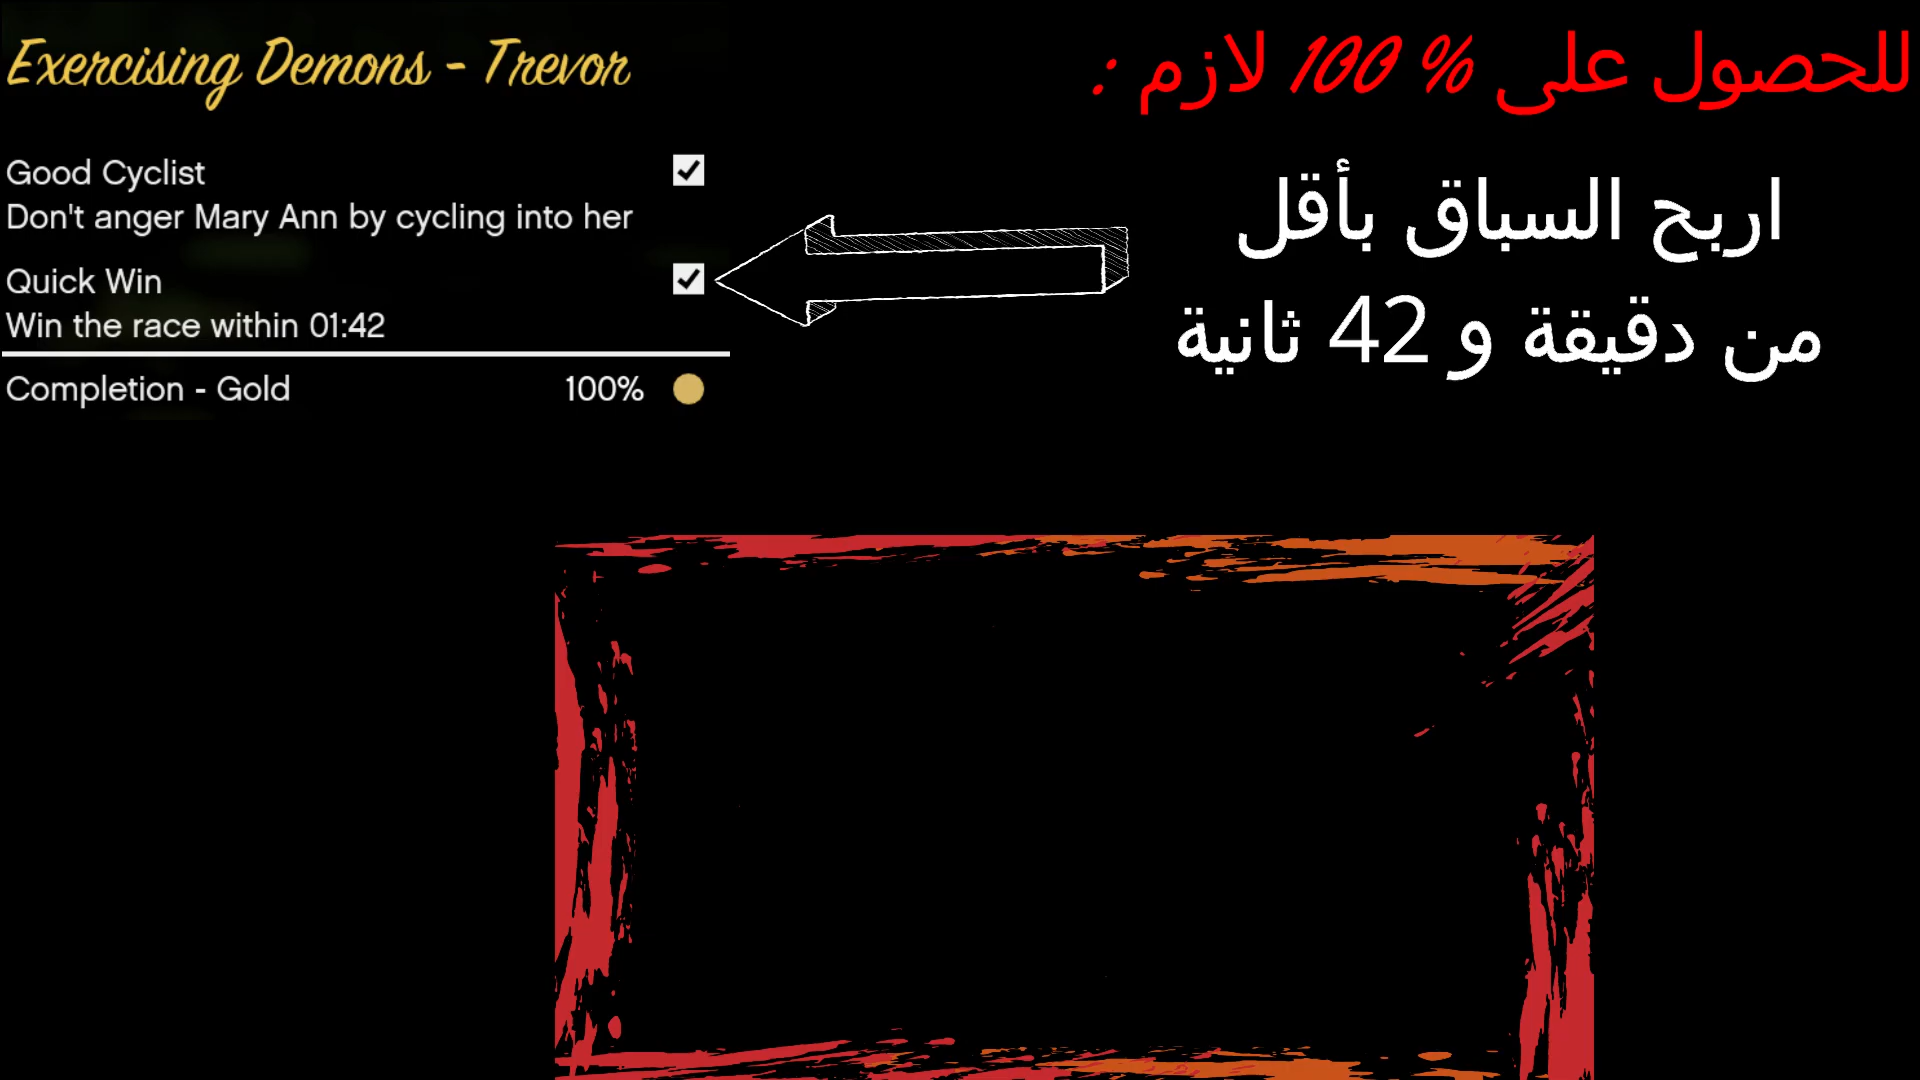 Exercising Demons - Trevor
Good Cyclist
Don't anger Mary Ann by cycling into her
Quick Win
Win the race within 01:42
Completion - Gold 100%
للحصول على % 100 لازم :
اربح السباق بأقل
من دقيقة و 42 ثانية